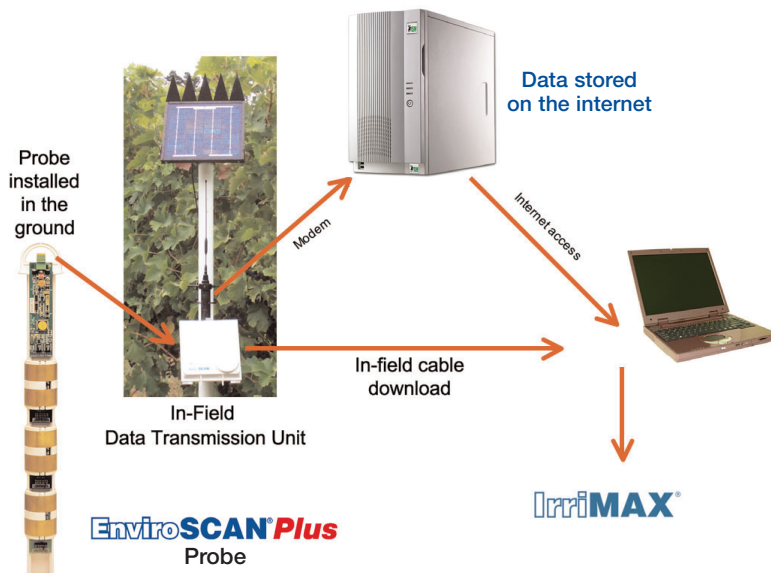 Data stored
on the internet
Probe
installed
in the
ground
Modem
Internet access
In-field cable
download
In-Field
Data Transmission Unit
EnviroSCAN® Plus
Probe
IrriMAX®